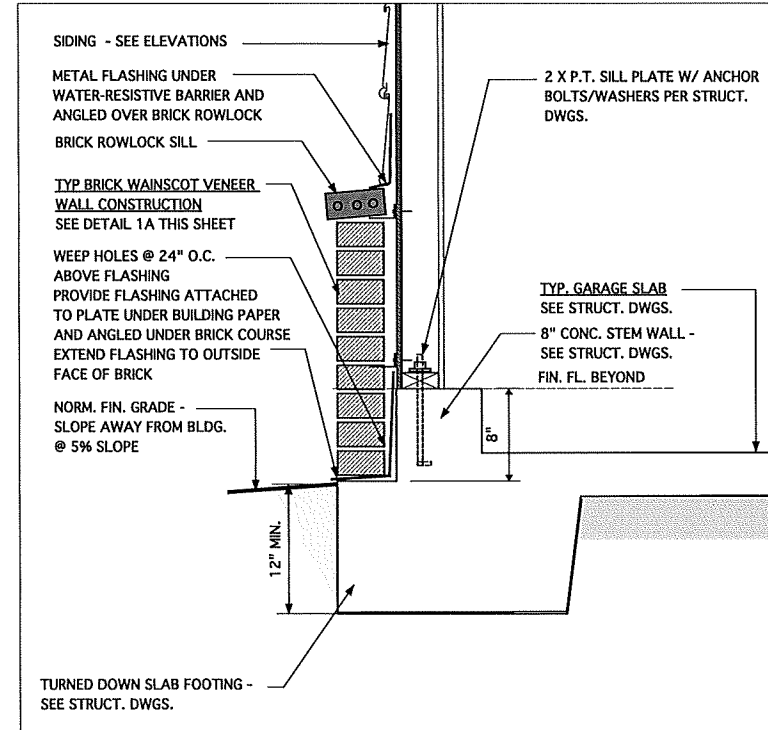 SIDING - SEE ELEVATIONS
METAL FLASHING UNDER
WATER-RESISTIVE BARRIER AND
ANGLED OVER BRICK ROWLOCK
BRICK ROWLOCK SILL
TYP BRICK WAINSCOT VENEER
WALL CONSTRUCTION
SEE DETAIL 1A THIS SHEET
WEEP HOLES @ 24" O.C.
ABOVE FLASHING
PROVIDE FLASHING ATTACHED
TO PLATE UNDER BUILDING PAPER
AND ANGLED UNDER BRICK COURSE
EXTEND FLASHING TO OUTSIDE
FACE OF BRICK
NORM. FIN. GRADE -
SLOPE AWAY FROM BLDG.
@ 5% SLOPE
12" MIN.
TURNED DOWN SLAB FOOTING -
SEE STRUCT. DWGS.
2 X P.T. SILL PLATE W/ ANCHOR
BOLTS/WASHERS PER STRUCT.
DWGS.
TYP. GARAGE SLAB
SEE STRUCT. DWGS.
8" CONC. STEM WALL -
SEE STRUCT. DWGS.
FIN. FL. BEYOND
8"